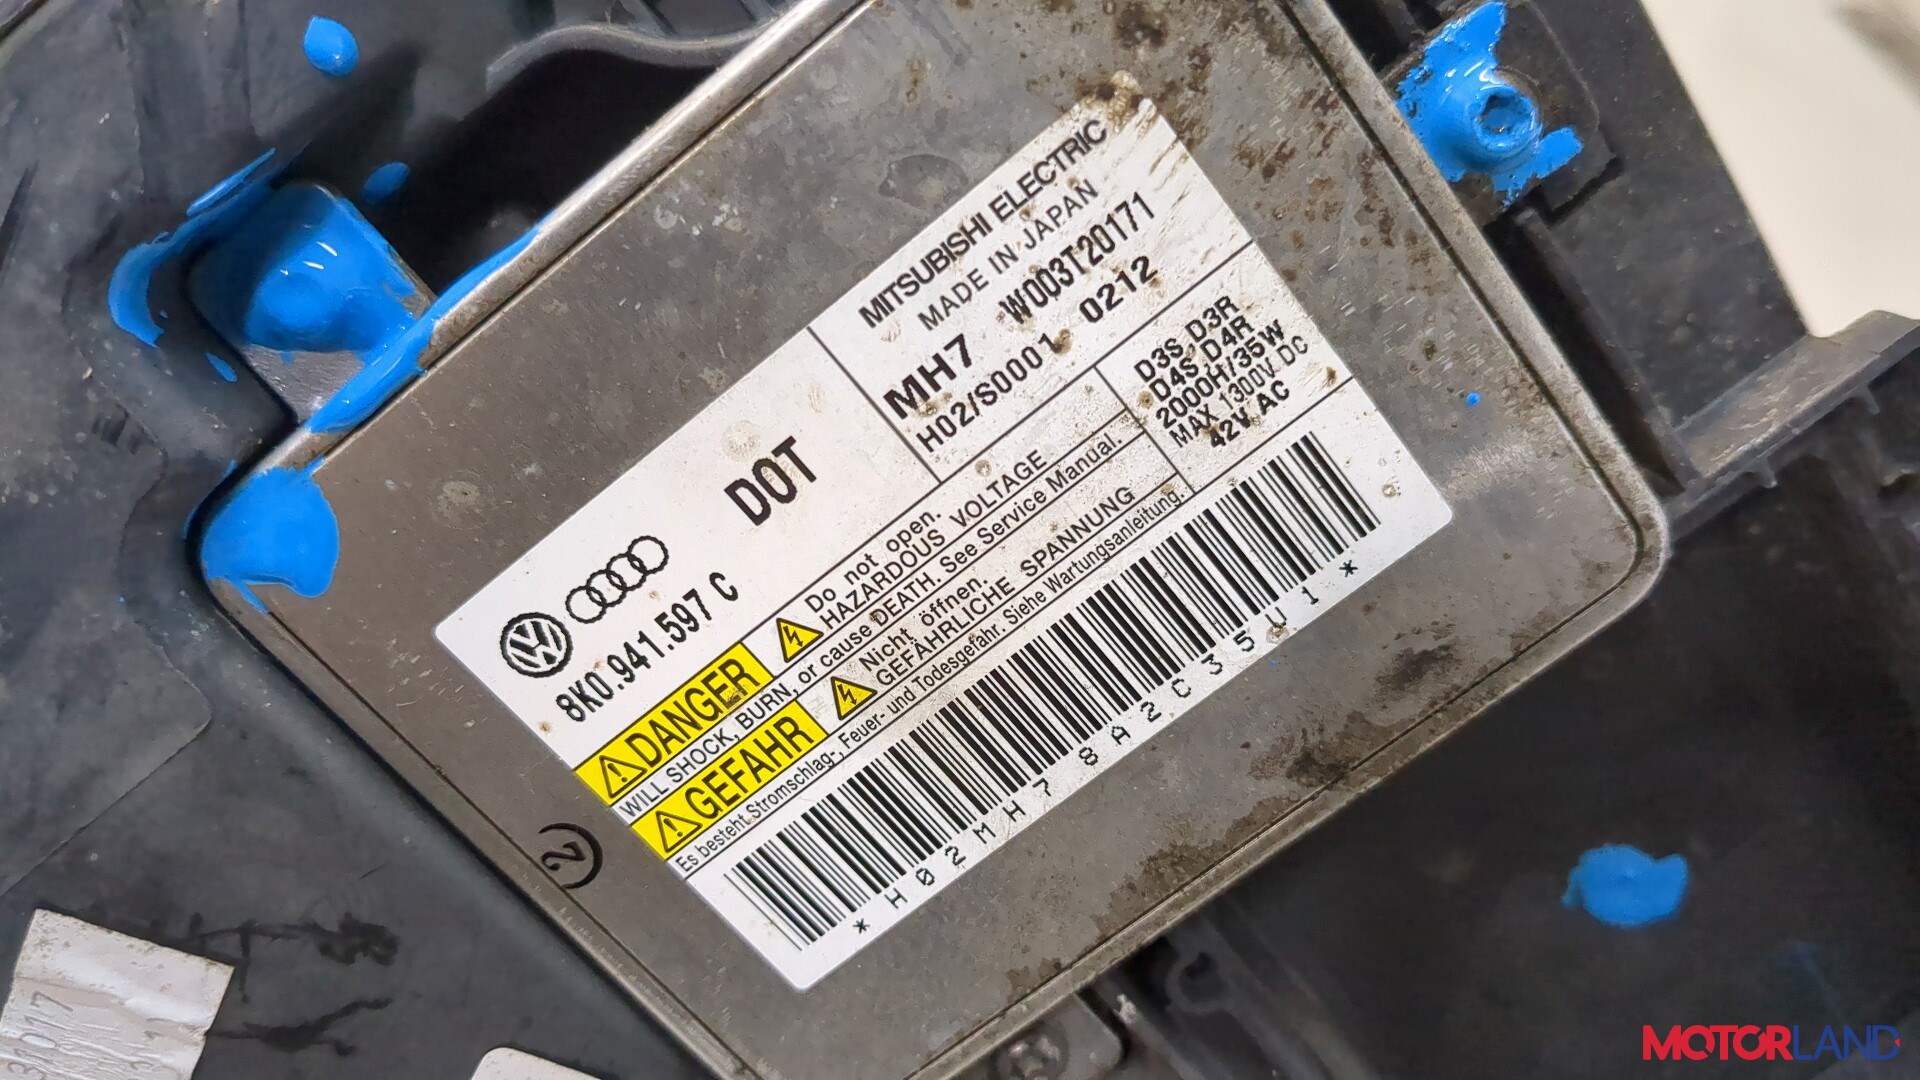 MITSUBISHI ELECTRIC
MADE IN JAPAN
MH7 W003T20171
H02/S0001 0212
DOT
8K0.941.597 C
D3S D3R
D4S D4R
2000H/35W
MAX 1300V DC
42V AC
DANGER
Do not open.
HAZARDOUS VOLTAGE
WILL SHOCK, BURN, or cause DEATH. See Service Manual.
GEFAHR
Nicht öffnen.
GEFÄHRLICHE SPANNUNG
Es besteht Stromschlag-, Feuer- und Todesgefahr. Siehe Wartungsanleitung.
*H02MH78A2C35U1*
2
MOTORLAND